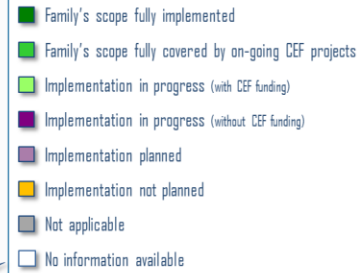 Family's scope fully implemented
Family's scope fully covered by on-going CEF projects
Implementation in progress (with CEF funding)
Implementation in progress (without CEF funding)
Implementation planned
Implementation not planned
Not applicable
No information available